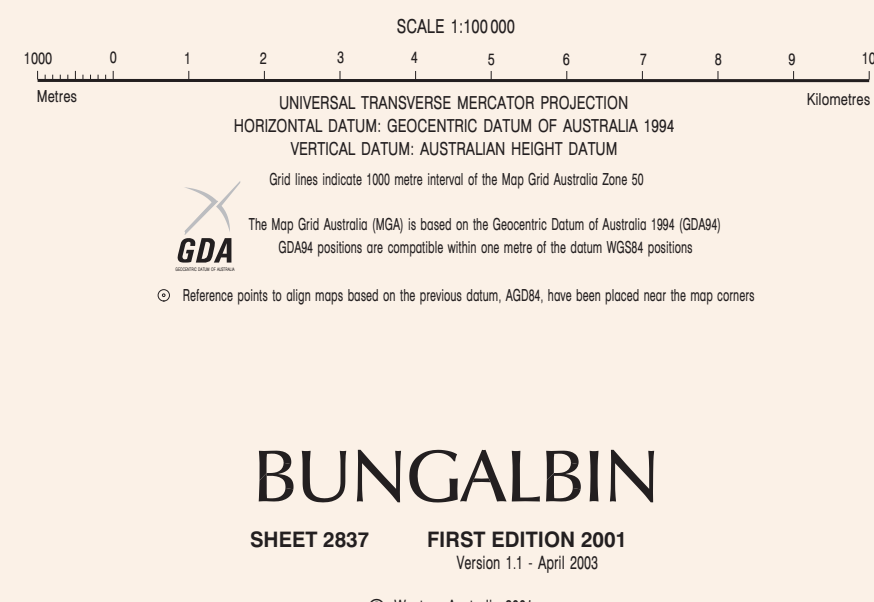 SCALE 1:100 000
1000 0 1 2 3 4 5 6 7 8 9 10
Metres Kilometres
UNIVERSAL TRANSVERSE MERCATOR PROJECTION
HORIZONTAL DATUM: GEOCENTRIC DATUM OF AUSTRALIA 1994
VERTICAL DATUM: AUSTRALIAN HEIGHT DATUM
Grid lines indicate 1000 metre interval of the Map Grid Australia Zone 50
The Map Grid Australia (MGA) is based on the Geocentric Datum of Australia 1994 (GDA94)
GDA94 positions are compatible within one metre of the datum WGS84 positions
GDA
GEOCENTRIC DATUM OF AUSTRALIA
Reference points to align maps based on the previous datum, AGD84, have been placed near the map corners
BUNGALBIN
SHEET 2837 FIRST EDITION 2001
Version 1.1 - April 2003